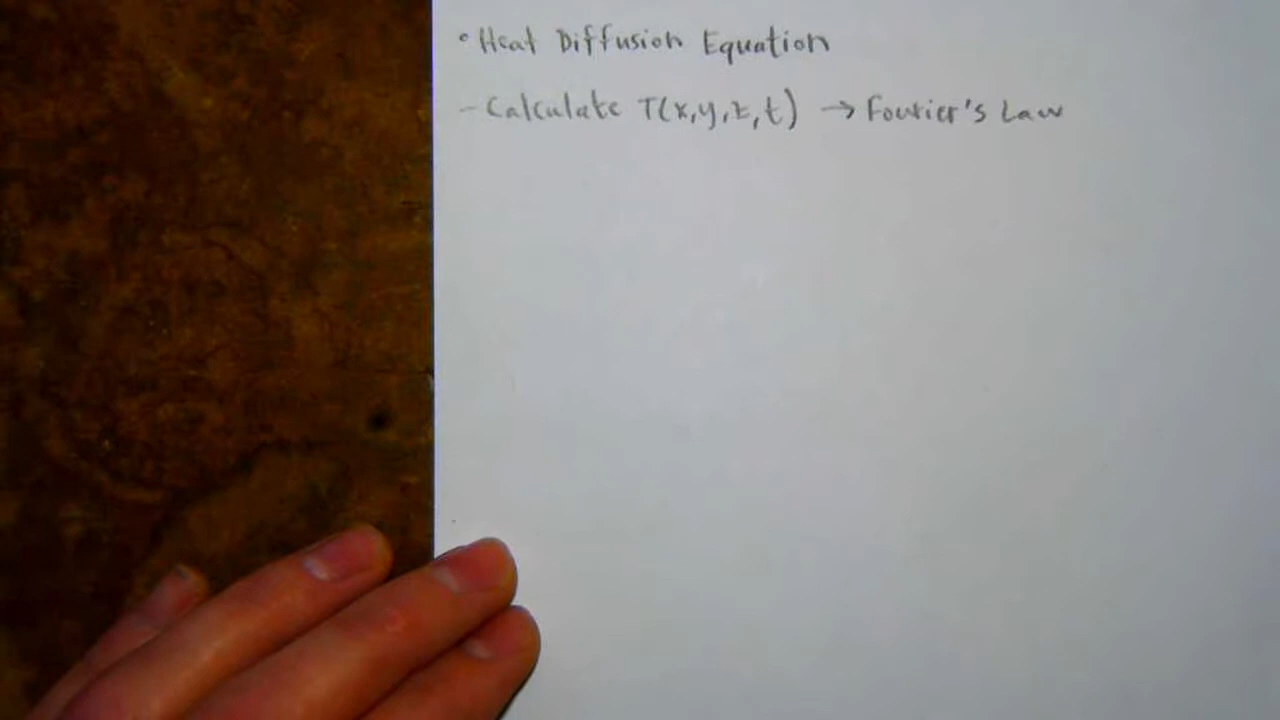 • Heat Diffusion Equation
- Calculate T(x,y,z,t) → Fourier's Law